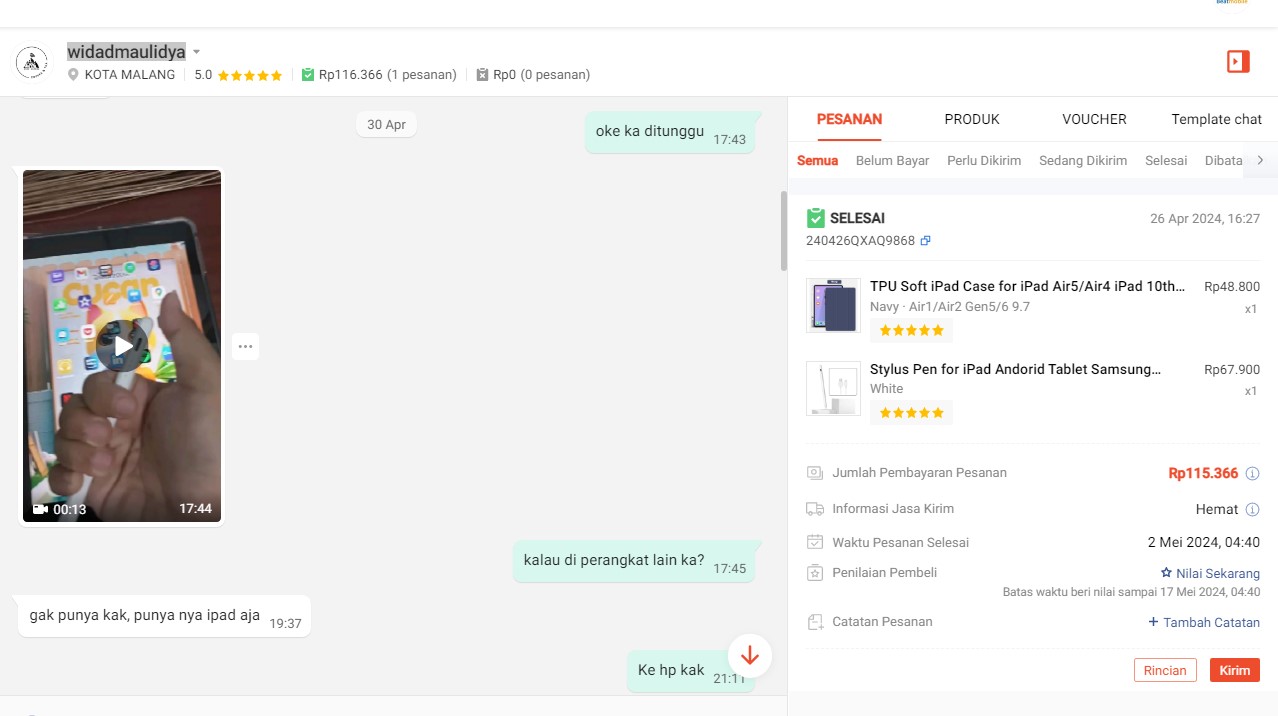 Beatmobile
widadmaulidya
KOTA MALANG 5.0 Rp116.366 (1 pesanan) Rp0 (0 pesanan)
30 Apr
oke ka ditunggu 17:43
00:13 17:44
kalau di perangkat lain ka? 17:45
gak punya kak, punya nya ipad aja 19:37
Ke hp kak 21:11
PESANAN PRODUK VOUCHER Template chat
Semua Belum Bayar Perlu Dikirim Sedang Dikirim Selesai Dibata
SELESAI 26 Apr 2024, 16:27
240426QXAQ9868
TPU Soft iPad Case for iPad Air5/Air4 iPad 10th... Rp48.800
Navy · Air1/Air2 Gen5/6 9.7 x1
Stylus Pen for iPad Andorid Tablet Samsung... Rp67.900
White x1
Jumlah Pembayaran Pesanan Rp115.366
Informasi Jasa Kirim Hemat
Waktu Pesanan Selesai 2 Mei 2024, 04:40
Penilaian Pembeli Nilai Sekarang
Batas waktu beri nilai sampai 17 Mei 2024, 04:40
Catatan Pesanan + Tambah Catatan
Rincian Kirim